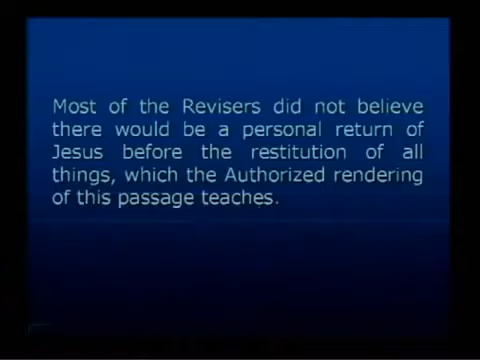 Most of the Revisers did not believe
there would be a personal return of
Jesus before the restitution of all
things, which the Authorized rendering
of this passage teaches.